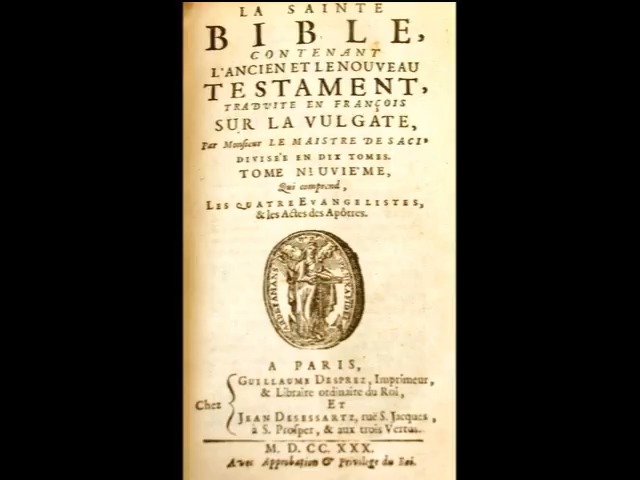 LA SAINTE
BIBLE,
CONTENANT
L'ANCIEN ET LE NOUVEAU
TESTAMENT,
TRADUITE EN FRANÇOIS
SUR LA VULGATE,
Par Monsieur LE MAISTRE DE SACI.
DIVISÉE EN DIX TOMES.
TOME NEUVIEME,
Qui comprend,
LES QUATRE EVANGELISTES,
& les Actes des Apôtres.
A PARIS,
GUILLAUME DESPREZ, Imprimeur,
& Libraire ordinaire du Roi,
Chez
ET
JEAN DESESSARTZ, ruë S. Jacques,
à S. Prosper, & aux trois Vertus.
M. D. CC. XXX.
Avec Approbation & Privilege du Roi.